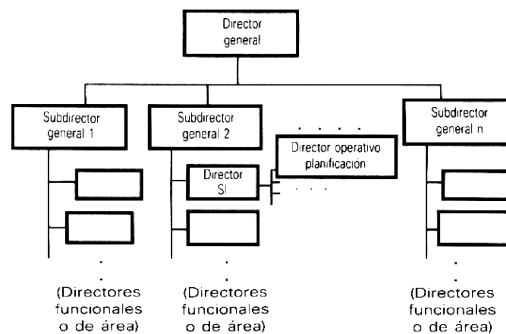 Director
general
Subdirector
general 1
Subdirector
general 2
Subdirector
general n
. . . .
Director operativo
planificación
. . . .
Director
SI
.
.
(Directores
funcionales
o de área)
.
.
(Directores
funcionales
o de área)
.
.
(Directores
funcionales
o de área)